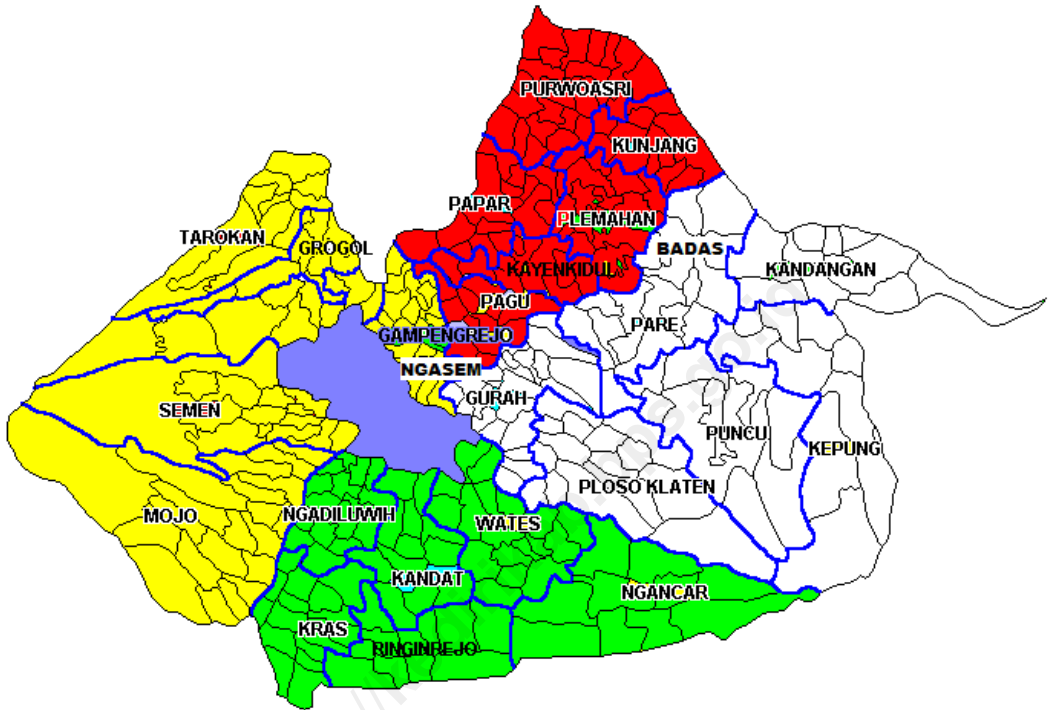 PURWOASRI
KUNJANG
PAPAR
PLEMAHAN
TAROKAN
GROGOL
BADAS
KAYENKIDUL
KANDANGAN
PAGU
PARE
GAMPENGREJO
NGASEM
GURAH
SEMEN
PUNCU
KEPUNG
PLOSO KLATEN
MOJO
NGADILUWIH
WATES
KANDAT
NGANCAR
KRAS
RINGINREJO